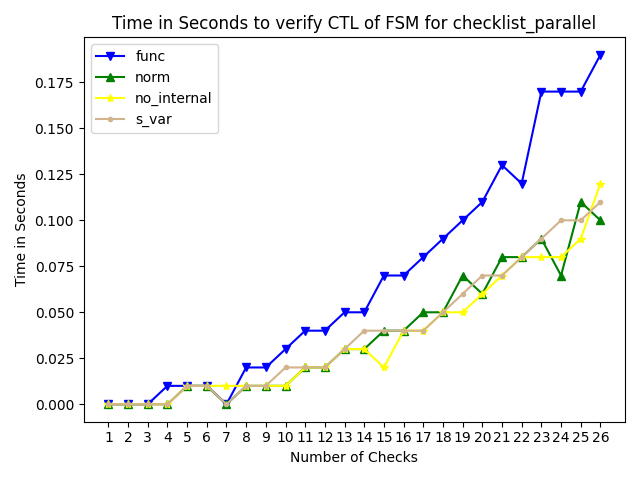 Time in Seconds to verify CTL of FSM for checklist_parallel
func
norm
no_internal
s_var
Time in Seconds
0.175
0.150
0.125
0.100
0.075
0.050
0.025
0.000
1 2 3 4 5 6 7 8 9 10 11 12 13 14 15 16 17 18 19 20 21 22 23 24 25 26
Number of Checks